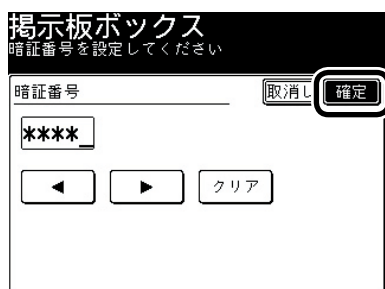 掲示板ボックス
暗証番号を設定してください
暗証番号
取消し 確定
****_
◀ ▶ クリア